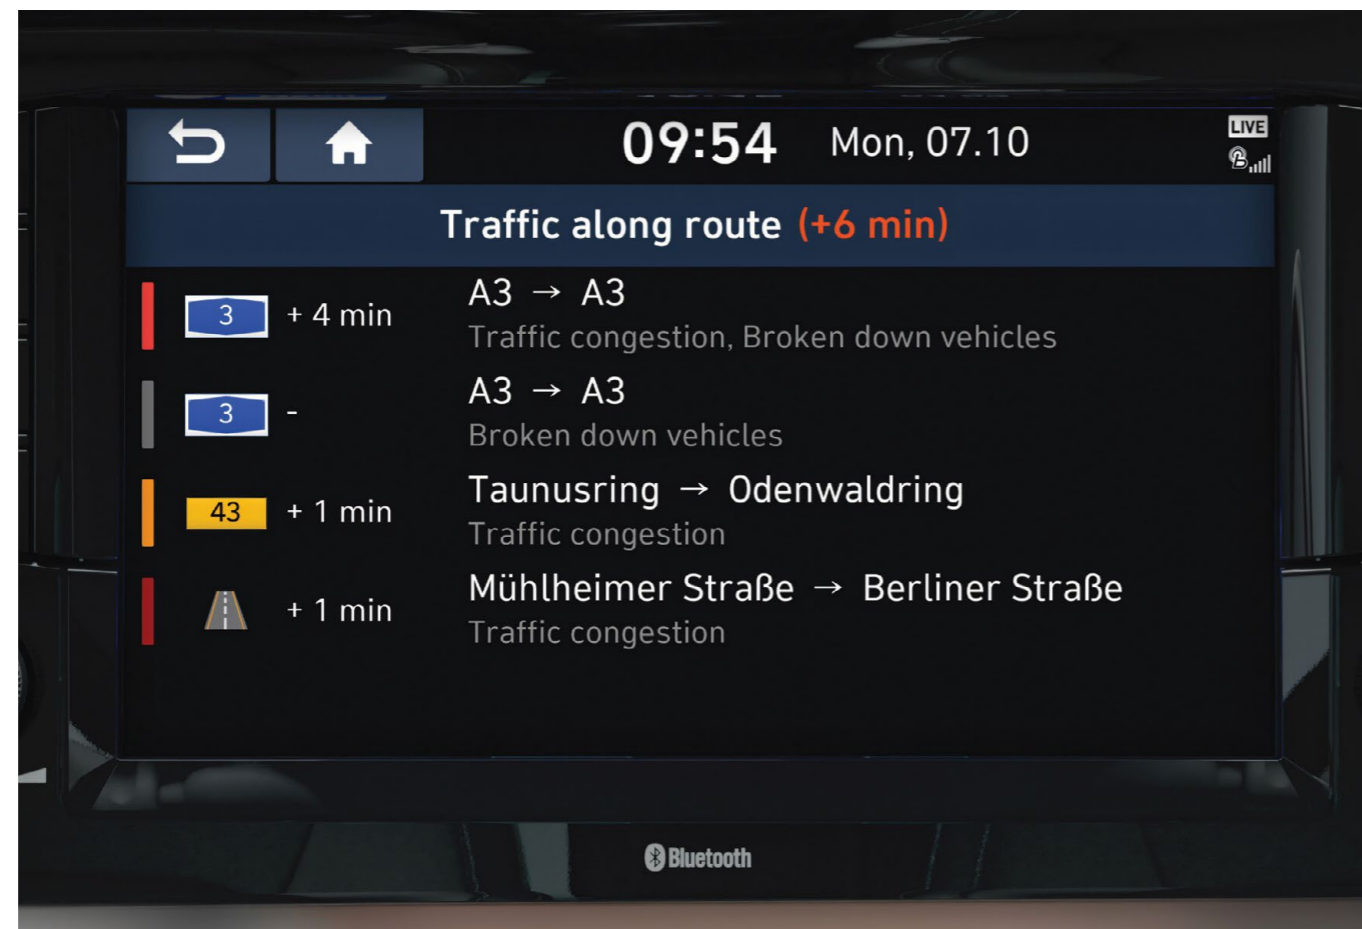 09:54 Mon, 07.10 LIVE
Traffic along route (+6 min)
3 + 4 min A3 → A3
Traffic congestion, Broken down vehicles
3 - A3 → A3
Broken down vehicles
43 + 1 min Taunusring → Odenwaldring
Traffic congestion
+ 1 min Mühlheimer Straße → Berliner Straße
Traffic congestion
Bluetooth